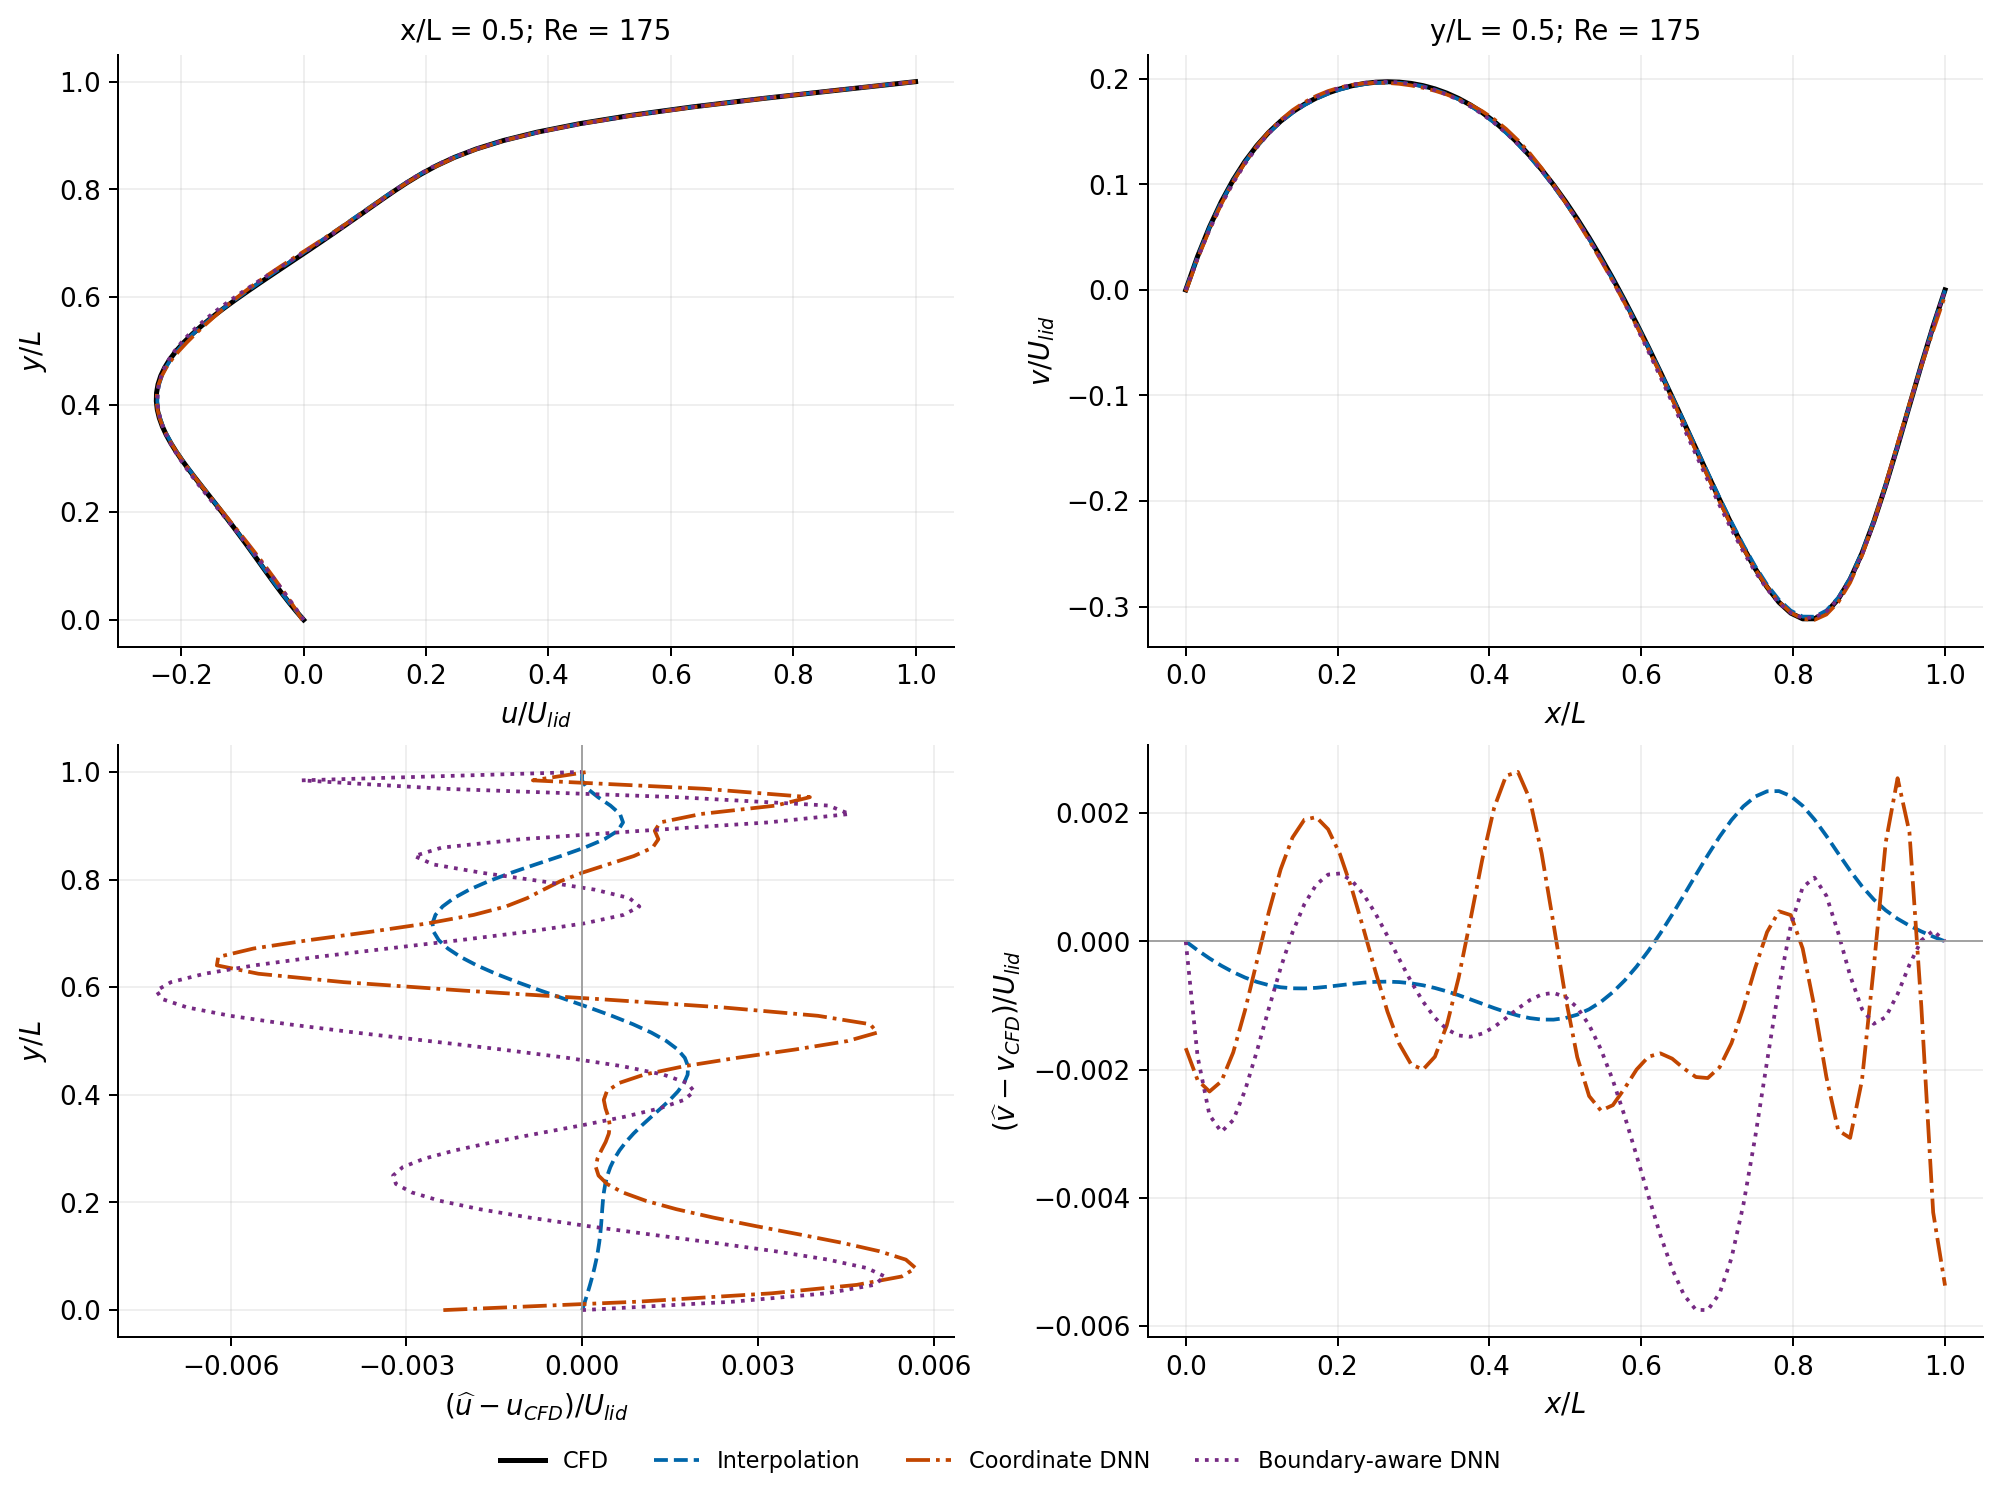 x/L = 0.5; Re = 175
1.0
0.8
0.6
0.4
0.2
0.0
y/L
−0.2 0.0 0.2 0.4 0.6 0.8 1.0
u/U_lid
y/L = 0.5; Re = 175
0.2
0.1
0.0
−0.1
−0.2
−0.3
v/U_lid
0.0 0.2 0.4 0.6 0.8 1.0
x/L
1.0
0.8
0.6
0.4
0.2
0.0
y/L
−0.006 −0.003 0.000 0.003 0.006
(û − u_CFD)/U_lid
0.002
0.000
−0.002
−0.004
−0.006
(v̂ − v_CFD)/U_lid
0.0 0.2 0.4 0.6 0.8 1.0
x/L
CFD Interpolation Coordinate DNN Boundary-aware DNN